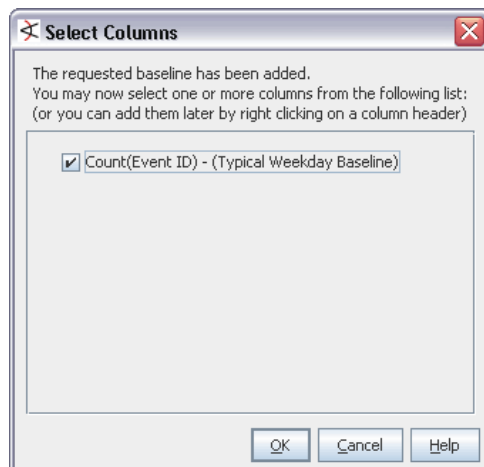 Select Columns
The requested baseline has been added.
You may now select one or more columns from the following list:
(or you can add them later by right clicking on a column header)
Count(Event ID) - (Typical Weekday Baseline)
OK Cancel Help